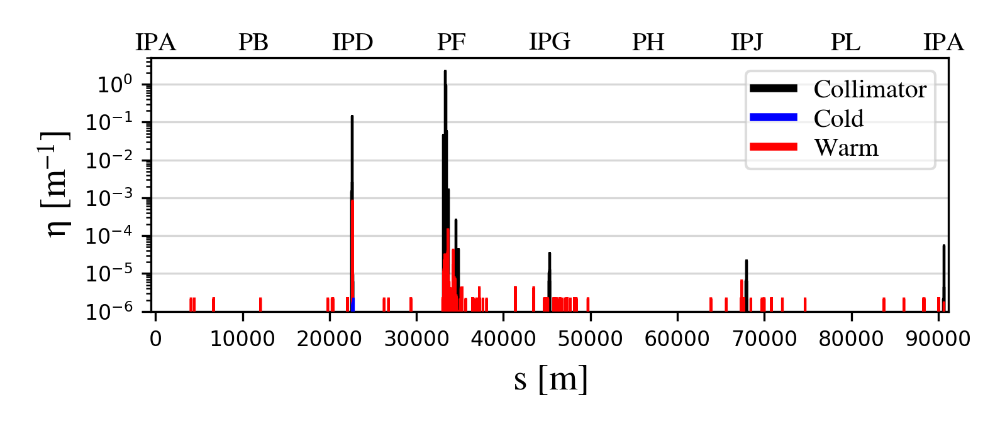 IPA PB IPD PF IPG PH IPJ PL IPA
Collimator
Cold
Warm
10⁰
10⁻¹
10⁻²
10⁻³
10⁻⁴
10⁻⁵
10⁻⁶
η [m⁻¹]
0 10000 20000 30000 40000 50000 60000 70000 80000 90000
s [m]